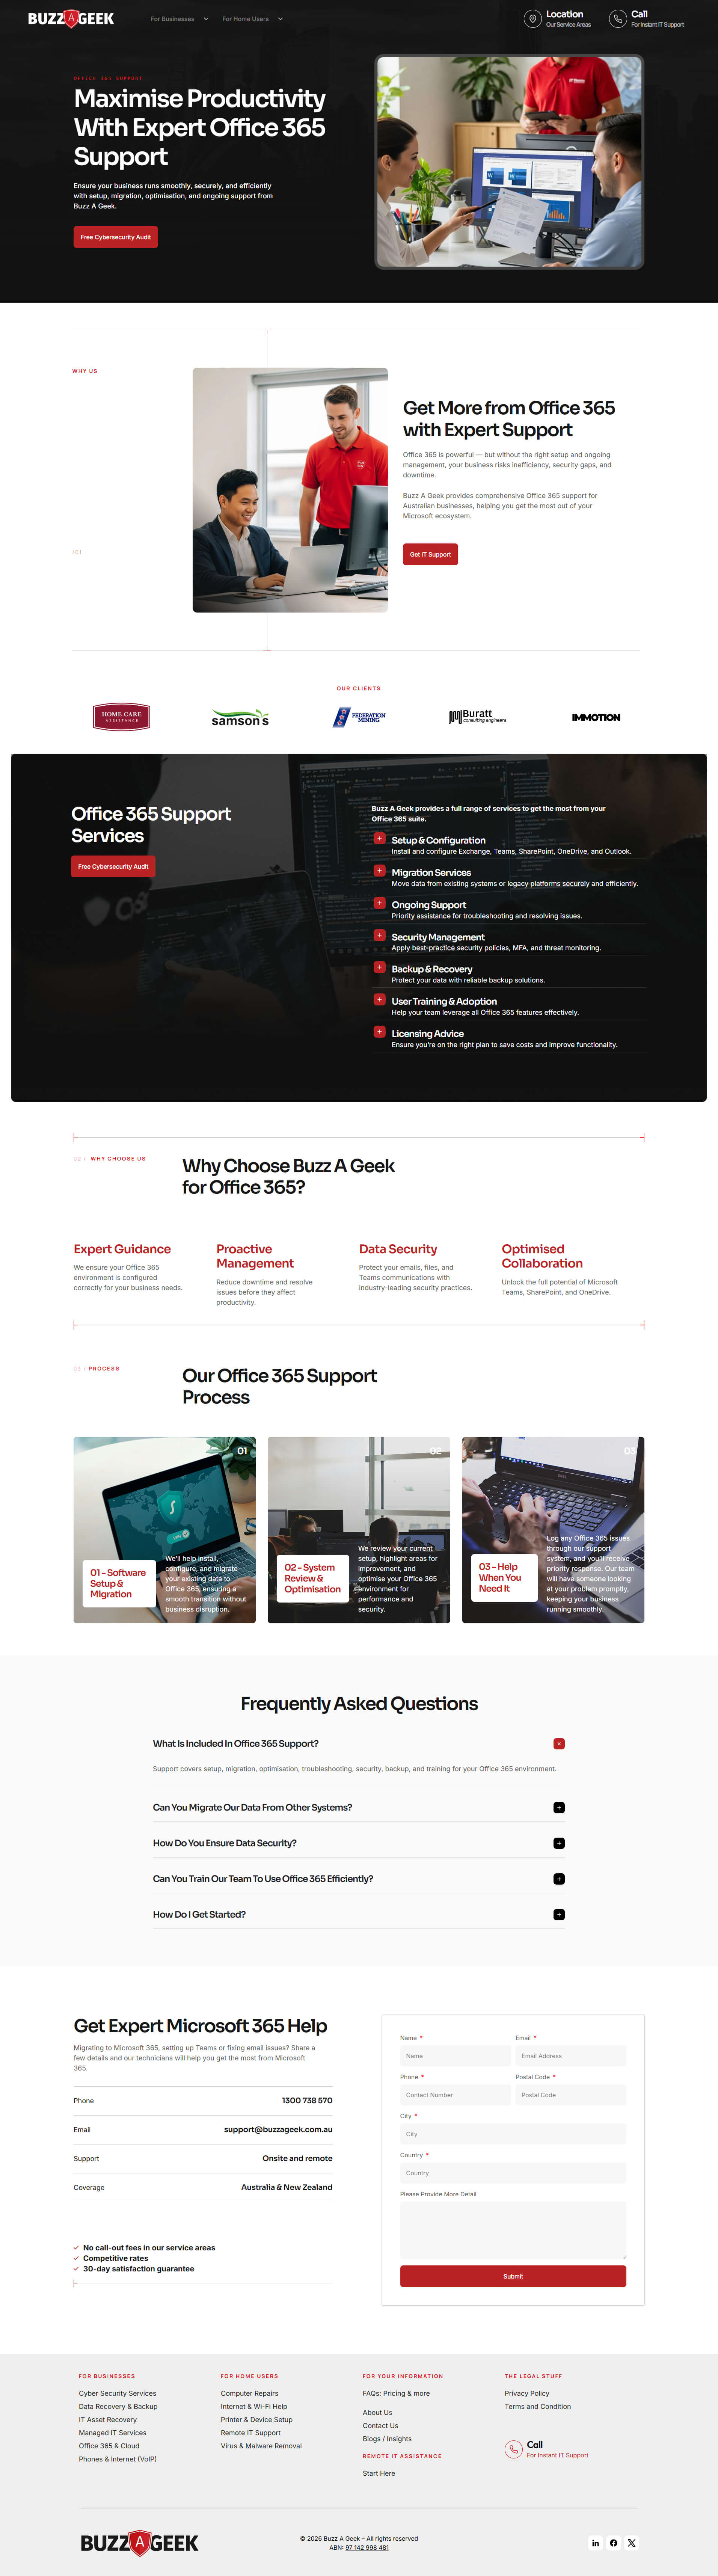 BUZZ A GEEK
For Businesses
For Home Users
Location
Our Service Areas
Call
For Instant IT Support
OFFICE 365 SUPPORT
Maximise Productivity
With Expert Office 365
Support
Ensure your business runs smoothly, securely, and efficiently
with setup, migration, optimisation, and ongoing support from
Buzz A Geek.
Free Cybersecurity Audit
WHY US
/01
Get More from Office 365
with Expert Support
Office 365 is powerful — but without the right setup and ongoing
management, your business risks inefficiency, security gaps, and
downtime.
Buzz A Geek provides comprehensive Office 365 support for
Australian businesses, helping you get the most out of your
Microsoft ecosystem.
Get IT Support
OUR CLIENTS
HOME CARE
ASSISTANCE
samson's
FEDERATION
MINING
Buratt
consulting engineers
IMMOTION
Office 365 Support
Services
Free Cybersecurity Audit
Buzz A Geek provides a full range of services to get the most from your
Office 365 suite.
Setup & Configuration
Install and configure Exchange, Teams, SharePoint, OneDrive, and Outlook.
Migration Services
Move data from existing systems or legacy platforms securely and efficiently.
Ongoing Support
Priority assistance for troubleshooting and resolving issues.
Security Management
Apply best-practice security policies, MFA, and threat monitoring.
Backup & Recovery
Protect your data with reliable backup solutions.
User Training & Adoption
Help your team leverage all Office 365 features effectively.
Licensing Advice
Ensure you're on the right plan to save costs and improve functionality.
02 / WHY CHOOSE US
Why Choose Buzz A Geek
for Office 365?
Expert Guidance
We ensure your Office 365
environment is configured
correctly for your business needs.
Proactive
Management
Reduce downtime and resolve
issues before they affect
productivity.
Data Security
Protect your emails, files, and
Teams communications with
industry-leading security practices.
Optimised
Collaboration
Unlock the full potential of Microsoft
Teams, SharePoint, and OneDrive.
03 / PROCESS
Our Office 365 Support
Process
01
01 - Software
Setup &
Migration
We'll help install,
configure, and migrate
your existing data to
Office 365, ensuring a
smooth transition without
business disruption.
02
02 - System
Review &
Optimisation
We review your current
setup, highlight areas for
improvement, and
optimise your Office 365
environment for
performance and
security.
03
03 - Help
When You
Need It
Log any Office 365 issues
through our support
system, and you'll receive
priority response. Our team
will have someone looking
at your problem promptly,
keeping your business
running smoothly.
Frequently Asked Questions
What Is Included In Office 365 Support?
Support covers setup, migration, optimisation, troubleshooting, security, backup, and training for your Office 365 environment.
Can You Migrate Our Data From Other Systems?
How Do You Ensure Data Security?
Can You Train Our Team To Use Office 365 Efficiently?
How Do I Get Started?
Get Expert Microsoft 365 Help
Migrating to Microsoft 365, setting up Teams or fixing email issues? Share a
few details and our technicians will help you get the most from Microsoft
365.
Phone 1300 738 570
Email support@buzzageek.com.au
Support Onsite and remote
Coverage Australia & New Zealand
No call-out fees in our service areas
Competitive rates
30-day satisfaction guarantee
Name *
Email *
Name
Email Address
Phone *
Postal Code *
Contact Number
Postal Code
City *
City
Country *
Country
Please Provide More Detail
Submit
FOR BUSINESSES
Cyber Security Services
Data Recovery & Backup
IT Asset Recovery
Managed IT Services
Office 365 & Cloud
Phones & Internet (VoIP)
FOR HOME USERS
Computer Repairs
Internet & Wi-Fi Help
Printer & Device Setup
Remote IT Support
Virus & Malware Removal
FOR YOUR INFORMATION
FAQs: Pricing & more
About Us
Contact Us
Blogs / Insights
REMOTE IT ASSISTANCE
Start Here
THE LEGAL STUFF
Privacy Policy
Terms and Condition
Call
For Instant IT Support
BUZZ A GEEK
© 2026 Buzz A Geek – All rights reserved
ABN: 97 142 998 481